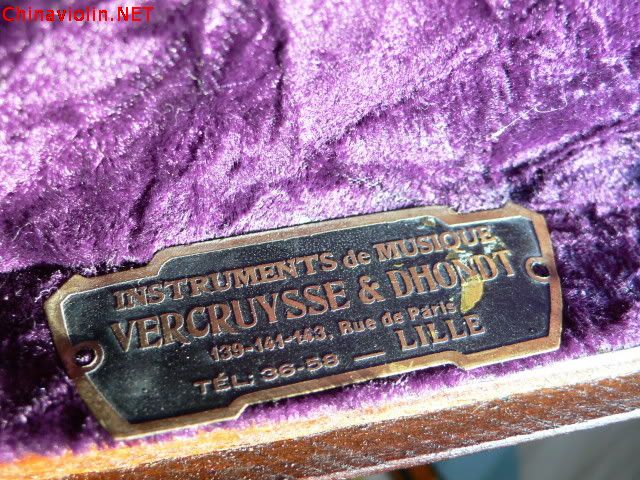 Chinaviolin.NET
INSTRUMENTS de MUSIQUE
VERCRUYSSE & DHONDT
139-141-143, Rue de Paris
TÉL: 36-58 — LILLE